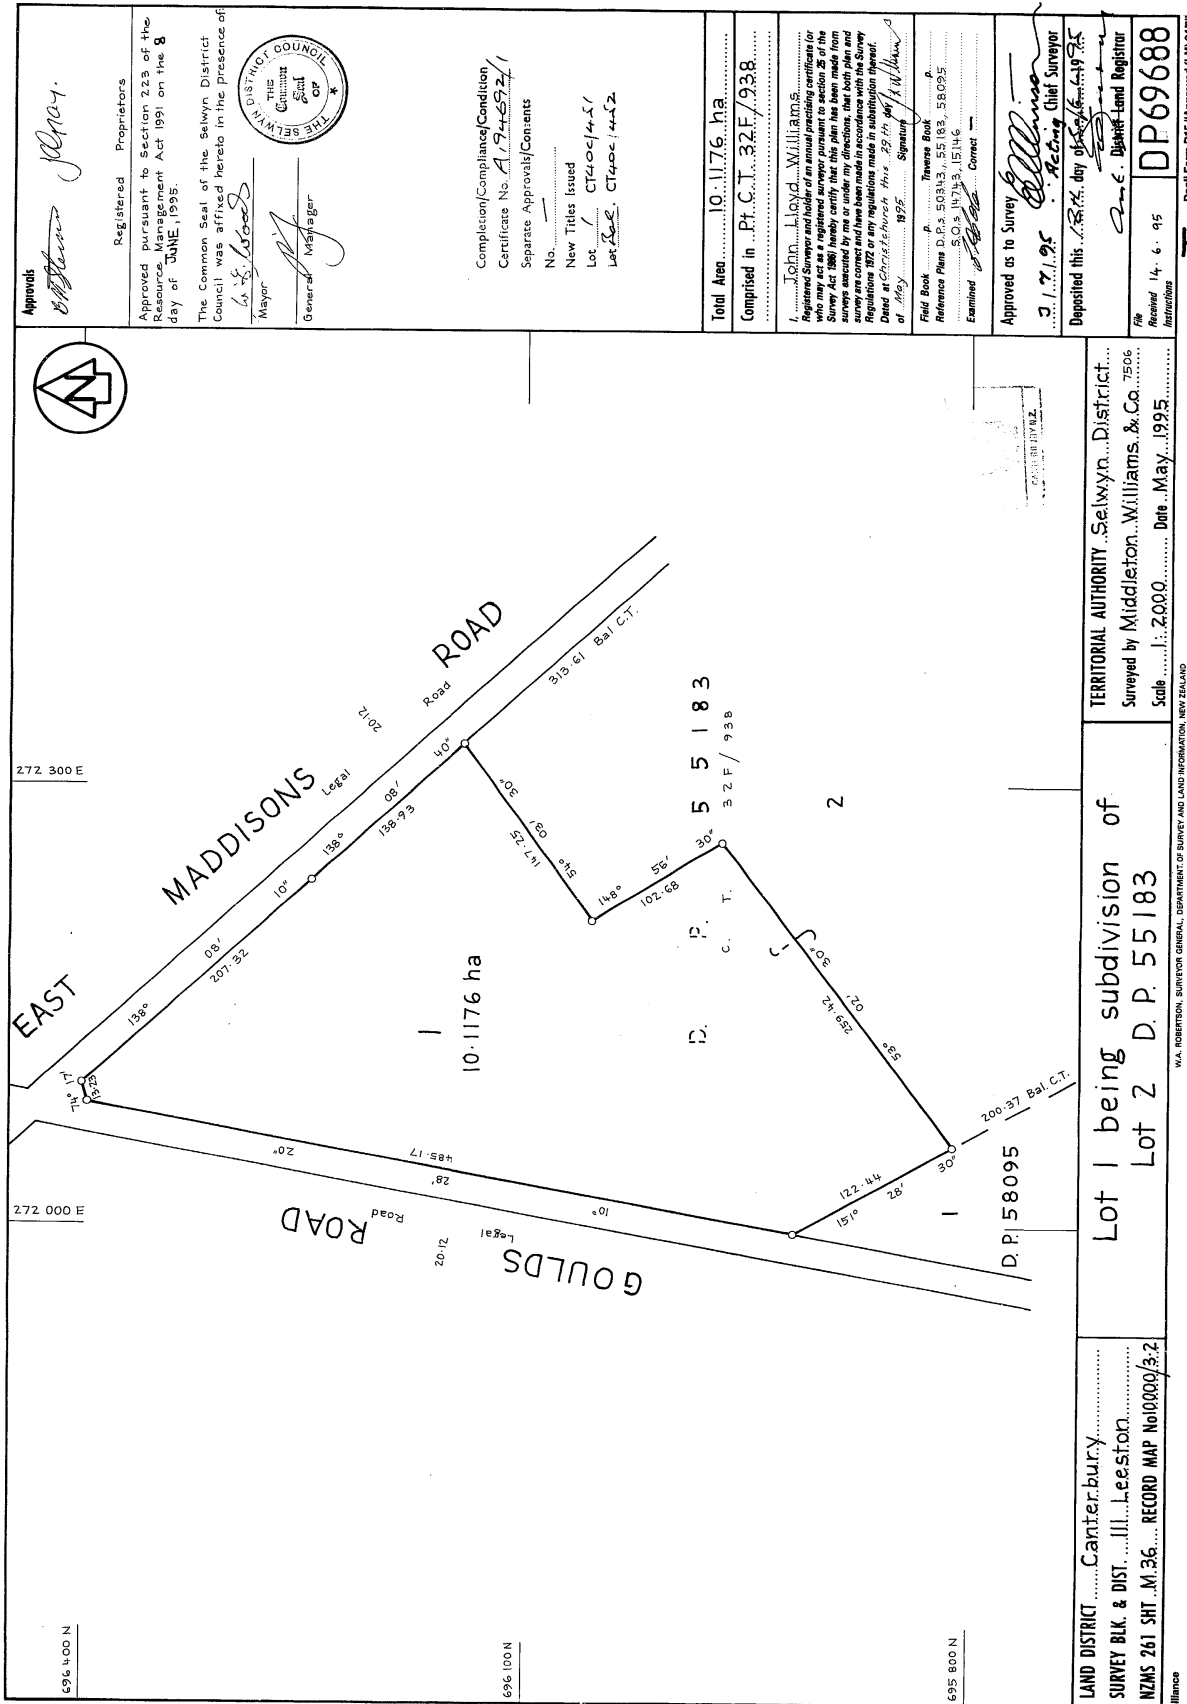 Approvals
Registered Proprietors
Approved pursuant to Section 223 of the
Resource Management Act 1991 on the 8
day of JUNE, 1995.
The Common Seal of the Selwyn District
Council was affixed hereto in the presence of:
Mayor
General Manager
THE SELWYN DISTRICT COUNCIL
THE
Common
Seal
OF
Completion/Compliance/Condition
Certificate No. A194692/1
Separate Approvals/Consents
No. —
New Titles Issued
Lot 1 CT40C/451
Lot Bal. CT40C/452
Total Area 10·1176 ha
Comprised in Pt. C.T. 32F/938
I, John Lloyd Williams
Registered Surveyor and holder of an annual practising certificate (or
who may act as a registered surveyor pursuant to section 25 of the
Survey Act 1986) hereby certify that this plan has been made from
surveys executed by me or under my directions, that both plan and
survey are correct and have been made in accordance with the Survey
Regulations 1972 or any regulations made in substitution thereof.
Dated at Christchurch this 29th day
of May 1995 Signature
Field Book p. Traverse Book p.
Reference Plans D.P.s. 50343, 55183, 58095
S.O.s. 14743, 15146
Examined Correct —
Approved as to Survey
3/7/95 Acting Chief Surveyor
Deposited this day of 1995
District Land Registrar
File
Received 14.6.95
Instructions
DP69688
N
272 300 E
272 000 E
696 400 N
696 100 N
695 800 N
EAST
MADDISONS
ROAD
Legal
20·12
Road
74° 17'
13·23
138° 08' 10"
207·32
138° 08' 40"
138·93
313·61 Bal C.T.
54° 03' 30"
147·25
148° 56' 30"
102·68
53° 02' 30"
259·42
151° 28' 30"
122·44
200·37 Bal. C.T.
10° 28' 20"
485·17
1
10·1176 ha
D. P. 55183
C. T. 32F/938
2
1
D.P. 58095
GOULDS
ROAD
Legal
20·12
Road
CANTERBURY N.Z.
LAND DISTRICT Canterbury
SURVEY BLK. & DIST. III Leeston
NZMS 261 SHT M.36 RECORD MAP No 10000/3·2
Lot 1 being subdivision of
Lot 2 D.P. 55183
TERRITORIAL AUTHORITY Selwyn District
Surveyed by Middleton Williams & Co. 7506
Scale 1:2000 Date May 1995
W.A. ROBERTSON, SURVEYOR GENERAL, DEPARTMENT OF SURVEY AND LAND INFORMATION, NEW ZEALAND